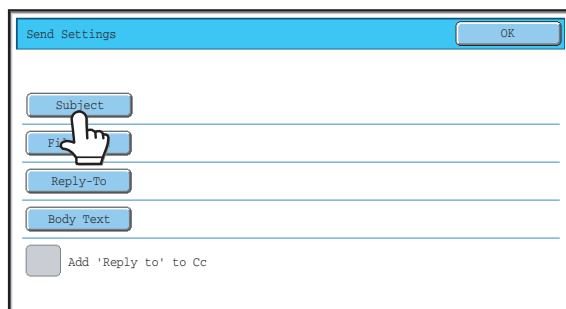 Send Settings
OK
Subject
Reply-To
Body Text
Add 'Reply to' to Cc